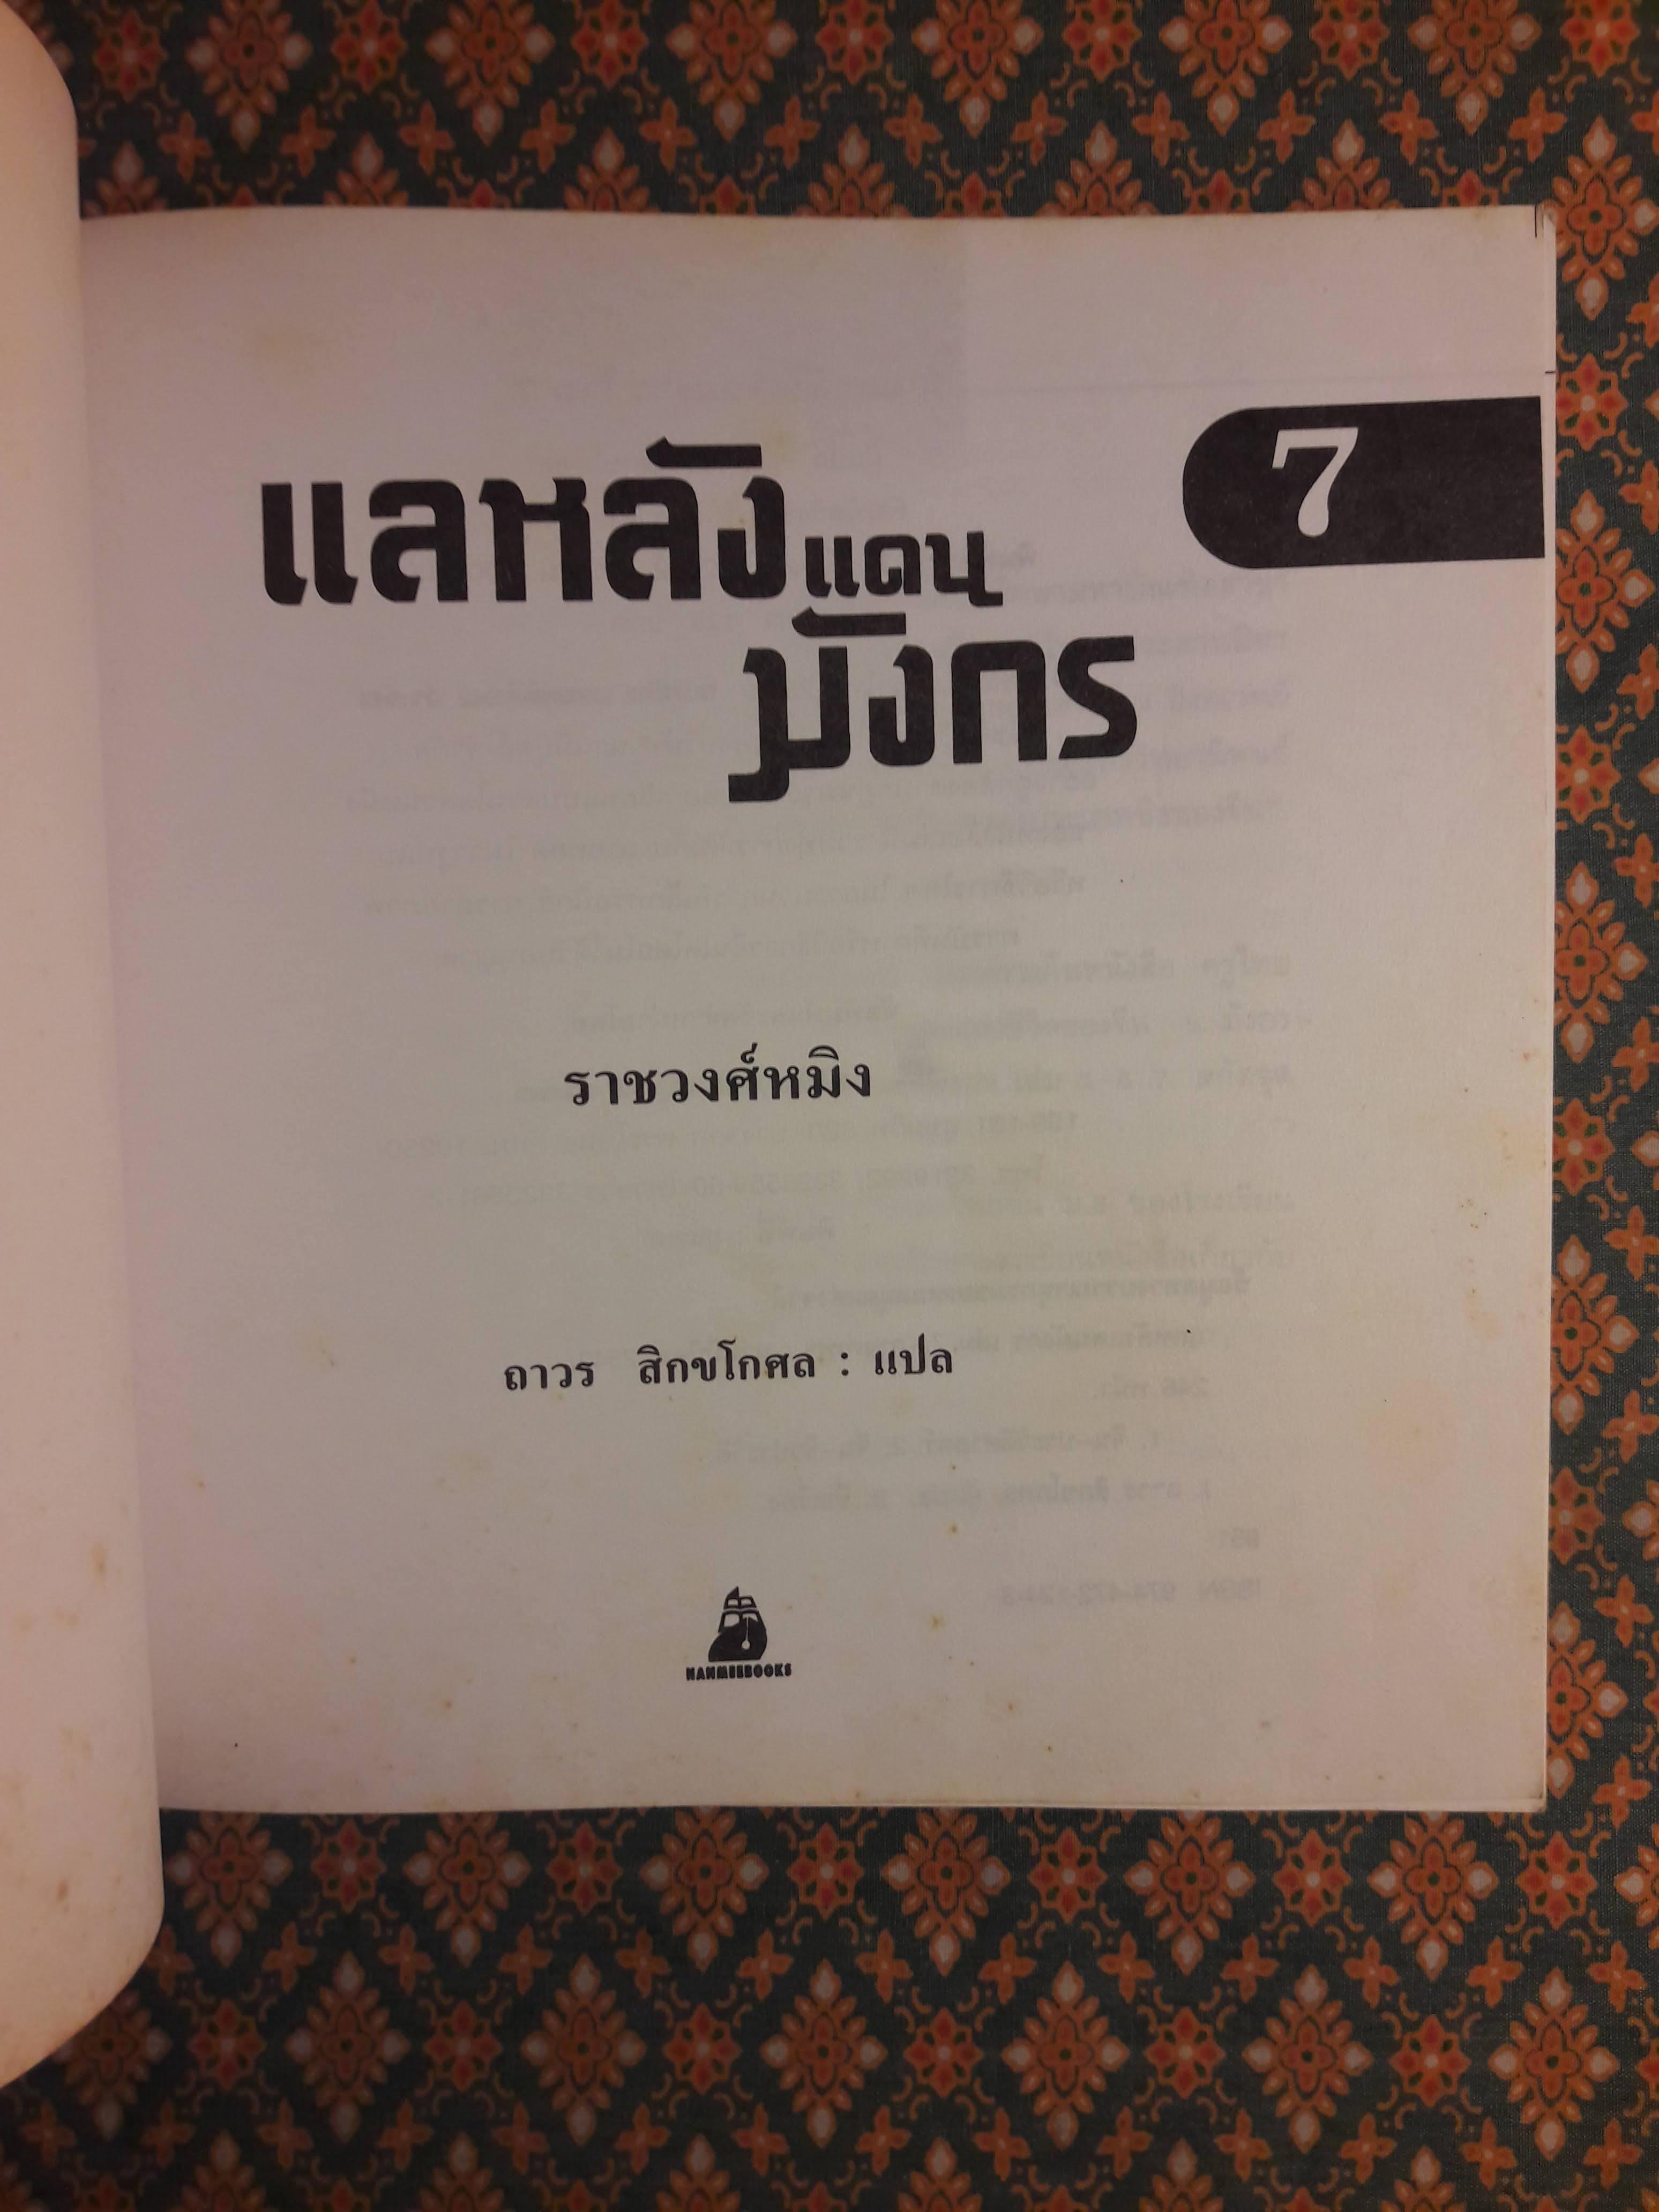 7
แลหลังแดน
มังกร
ราชวงศ์หมิง
ถาวร สิกขโกศล : แปล
NANMEEBOOKS